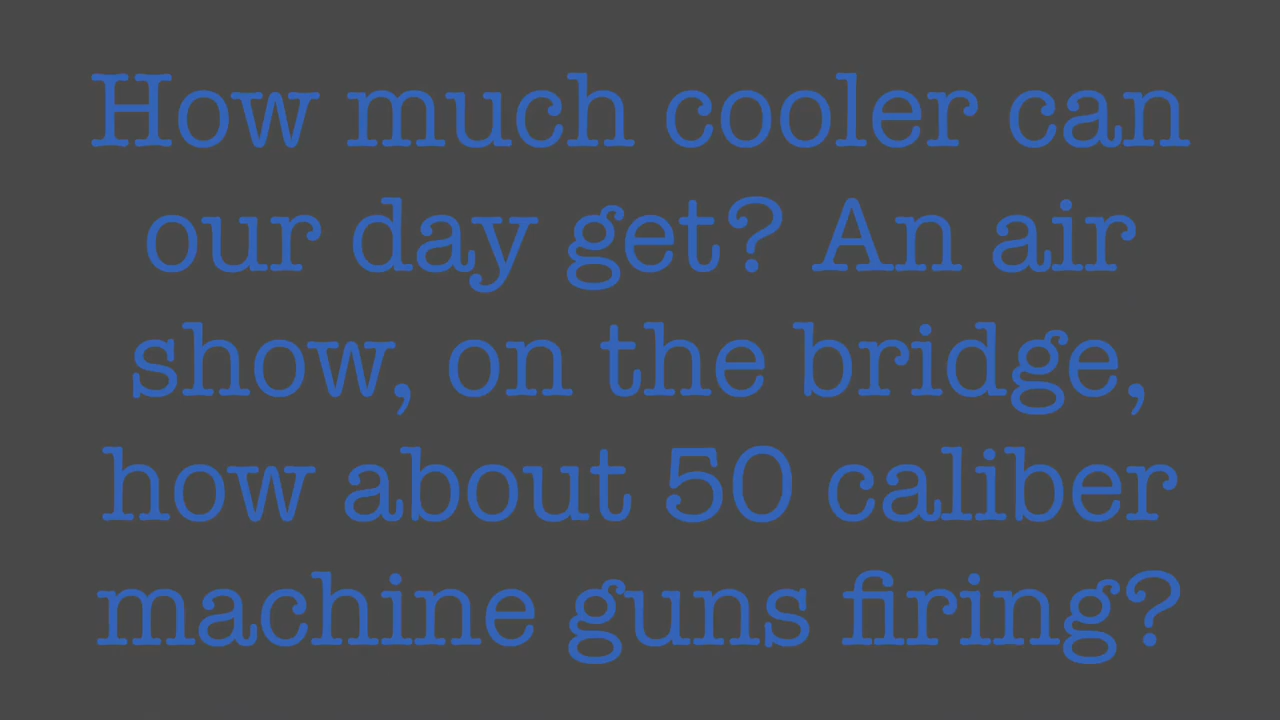 How much cooler can
our day get? An air
show, on the bridge,
how about 50 caliber
machine guns firing?